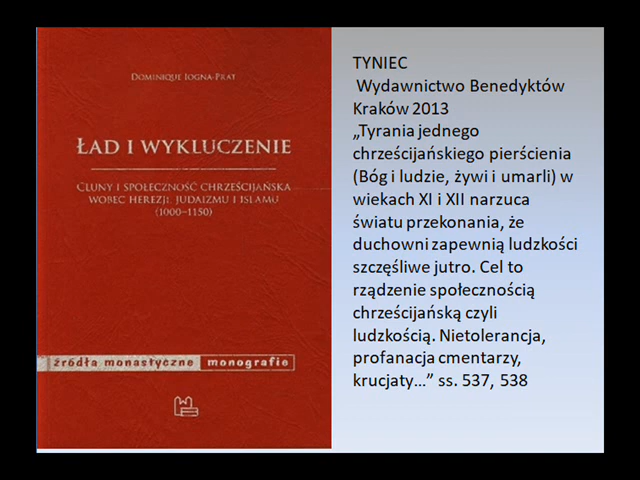 DOMINIQUE IOGNA-PRAT
ŁAD I WYKLUCZENIE
CLUNY I SPOŁECZNOŚĆ CHRZEŚCIJAŃSKA
WOBEC HEREZJI, JUDAIZMU I ISLAMU
(1000–1150)
źródła monastyczne monografie
TYNIEC
Wydawnictwo Benedyktów
Kraków 2013
„Tyrania jednego
chrześcijańskiego pierścienia
(Bóg i ludzie, żywi i umarli) w
wiekach XI i XII narzuca
światu przekonania, że
duchowni zapewnią ludzkości
szczęśliwe jutro. Cel to
rządzenie społecznością
chrześcijańską czyli
ludzkością. Nietolerancja,
profanacja cmentarzy,
krucjaty…” ss. 537, 538